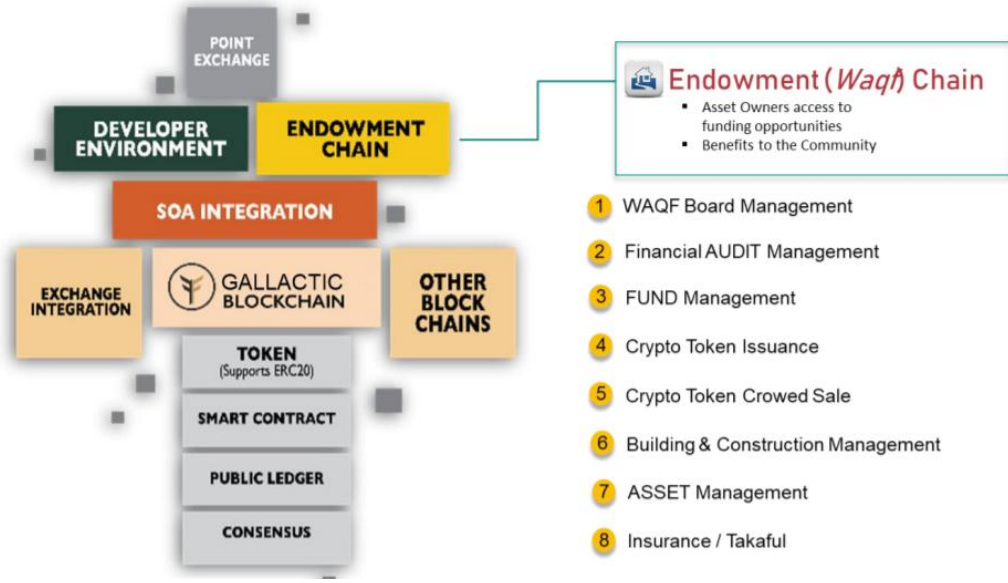 POINT
EXCHANGE
DEVELOPER
ENVIRONMENT
ENDOWMENT
CHAIN
SOA INTEGRATION
EXCHANGE
INTEGRATION
GALLACTIC
BLOCKCHAIN
OTHER
BLOCK
CHAINS
TOKEN
(Supports ERC20)
SMART CONTRACT
PUBLIC LEDGER
CONSENSUS
Endowment (Waqf) Chain
▪ Asset Owners access to
funding opportunities
▪ Benefits to the Community
1 WAQF Board Management
2 Financial AUDIT Management
3 FUND Management
4 Crypto Token Issuance
5 Crypto Token Crowed Sale
6 Building & Construction Management
7 ASSET Management
8 Insurance / Takaful